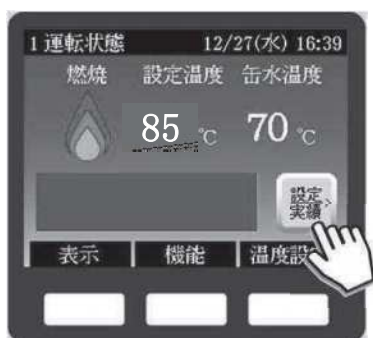 1 運転状態 12/27(水) 16:39
燃焼 設定温度 缶水温度
85 ℃ 70 ℃
設定
実績
表示 機能 温度設